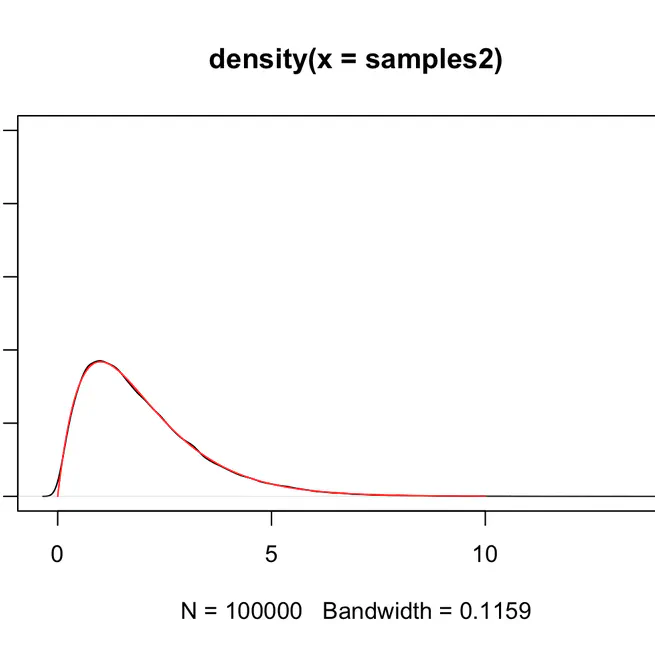 density(x = samples2)
0 5 10
N = 100000 Bandwidth = 0.1159